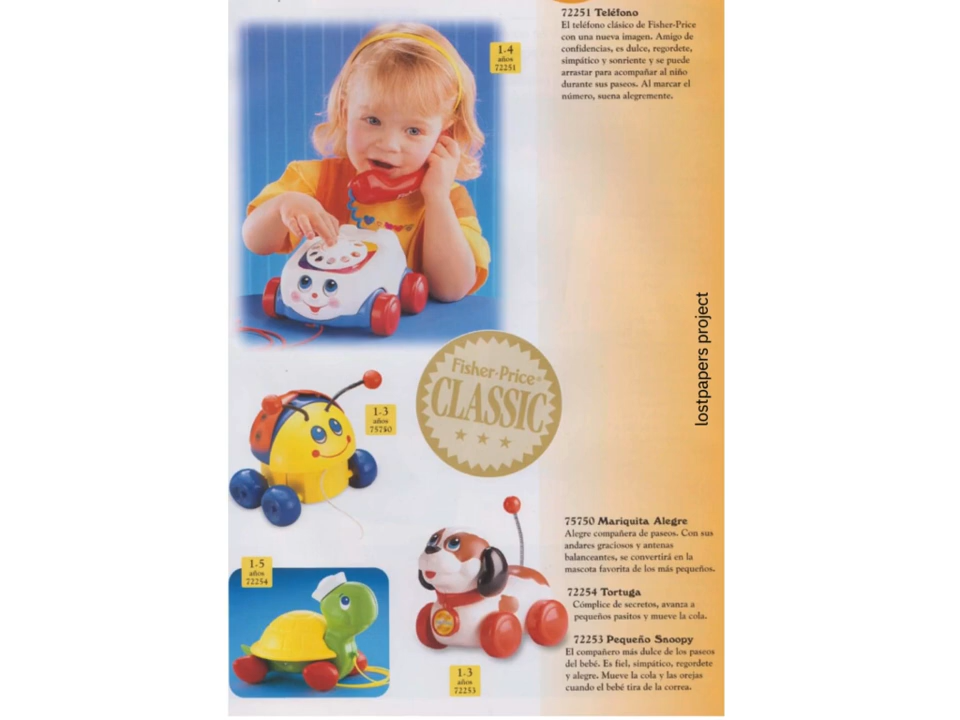 72251 Teléfono
El teléfono clásico de Fisher-Price
con una nueva imagen. Amigo de
confidencias, es dulce, regordete,
simpático y sonriente y se puede
arrastrar para acompañar al niño
durante sus paseos. Al marcar el
número, suena alegremente.
1-4
años
72251
lostpapers project
Fisher·Price®
CLASSIC
1-3
años
75750
75750 Mariquita Alegre
Alegre compañera de paseos. Con sus
andares graciosos y antenas
balanceantes, se convertirá en la
mascota favorita de los más pequeños.
1-5
años
72254
72254 Tortuga
Cómplice de secretos, avanza a
pequeños pasitos y mueve la cola.
72253 Pequeño Snoopy
El compañero más dulce de los paseos
del bebé. Es fiel, simpático, regordete
y alegre. Mueve la cola y las orejas
cuando el bebé tira de la correa.
1-3
años
72253